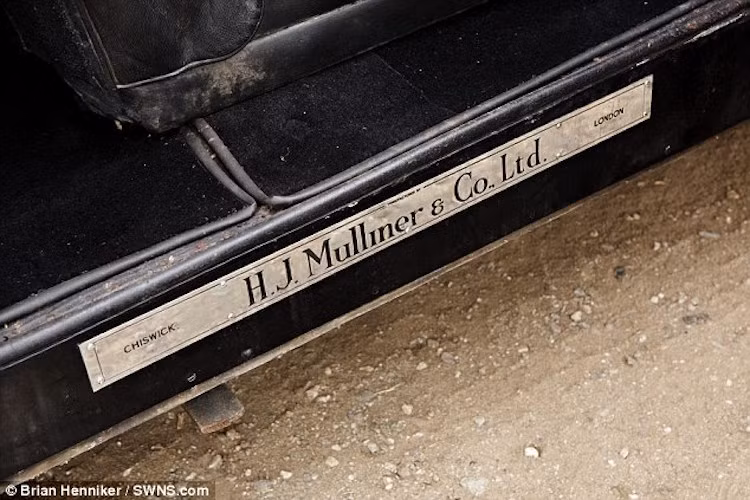 CHISWICK. H.J. Mulliner & Co., Ltd. LONDON
© Brian Henniker / SWNS.com